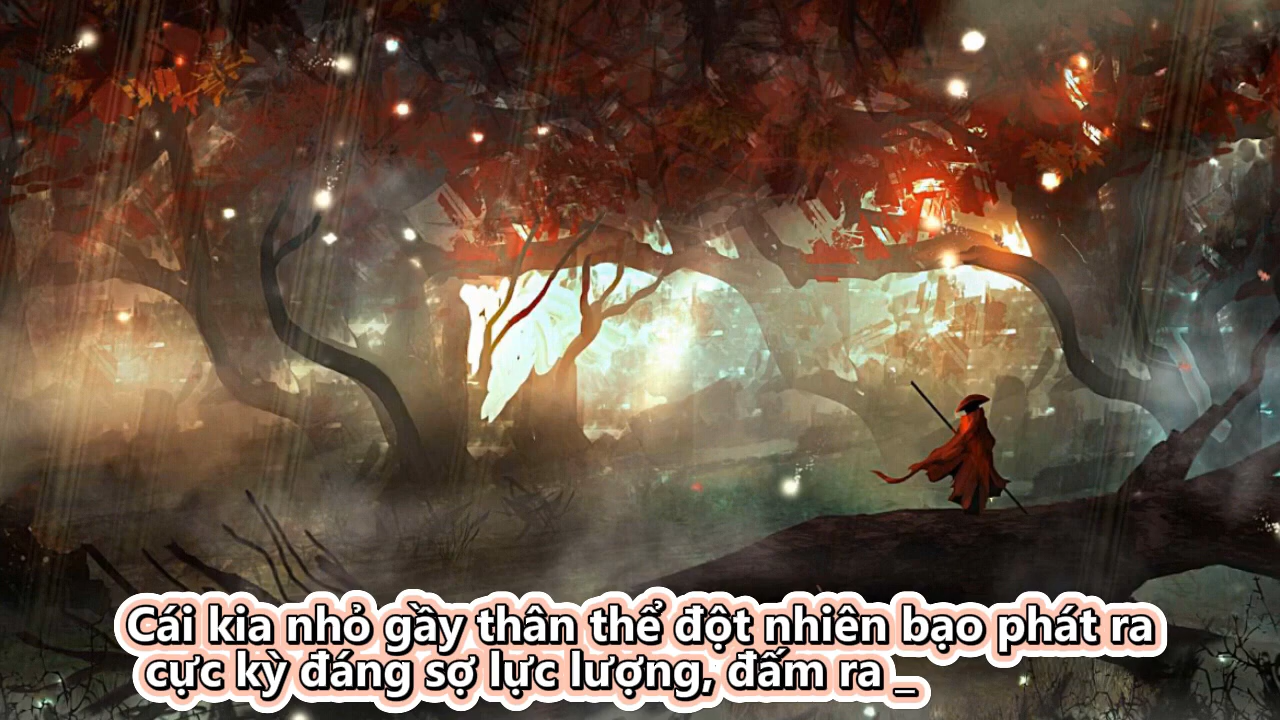 Cái kia nhỏ gầy thân thể đột nhiên bạo phát ra
cực kỳ đáng sợ lực lượng, đấm ra _